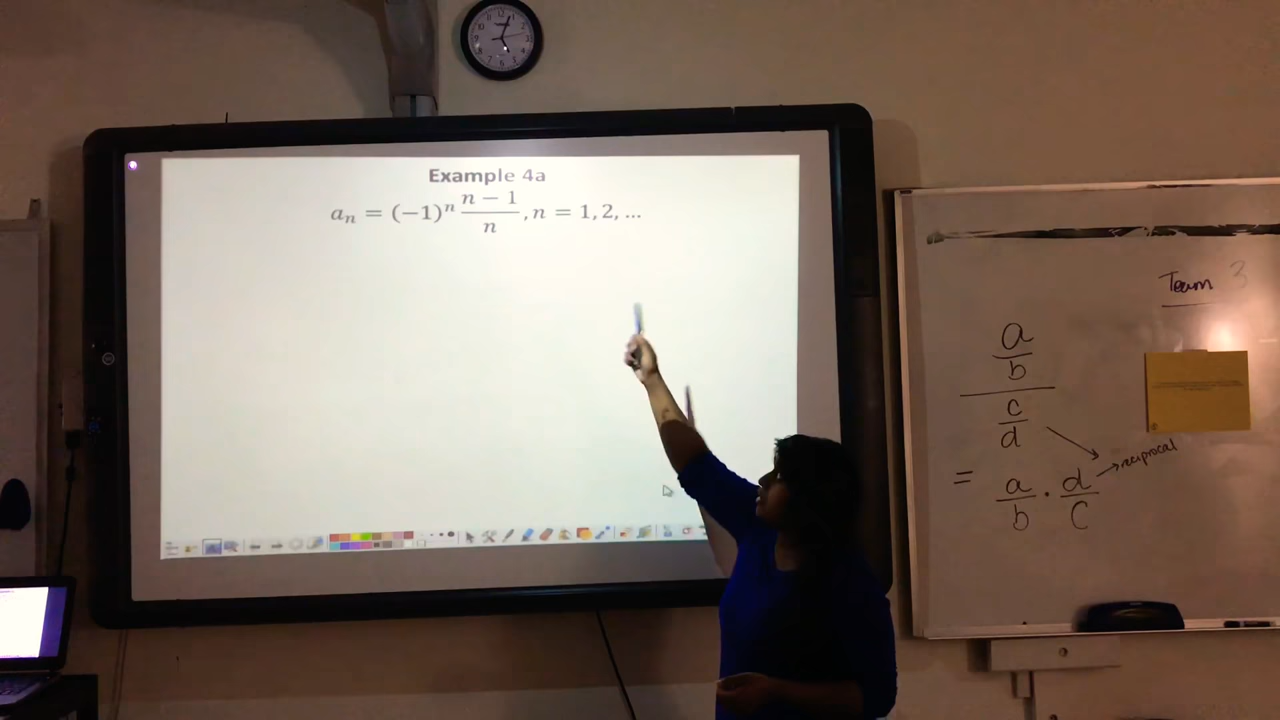 Example 4a
aₙ = (−1)ⁿ (n − 1)/n , n = 1, 2, ...
Team 3
a
b
c
d
→ reciprocal
= a/b · d/c